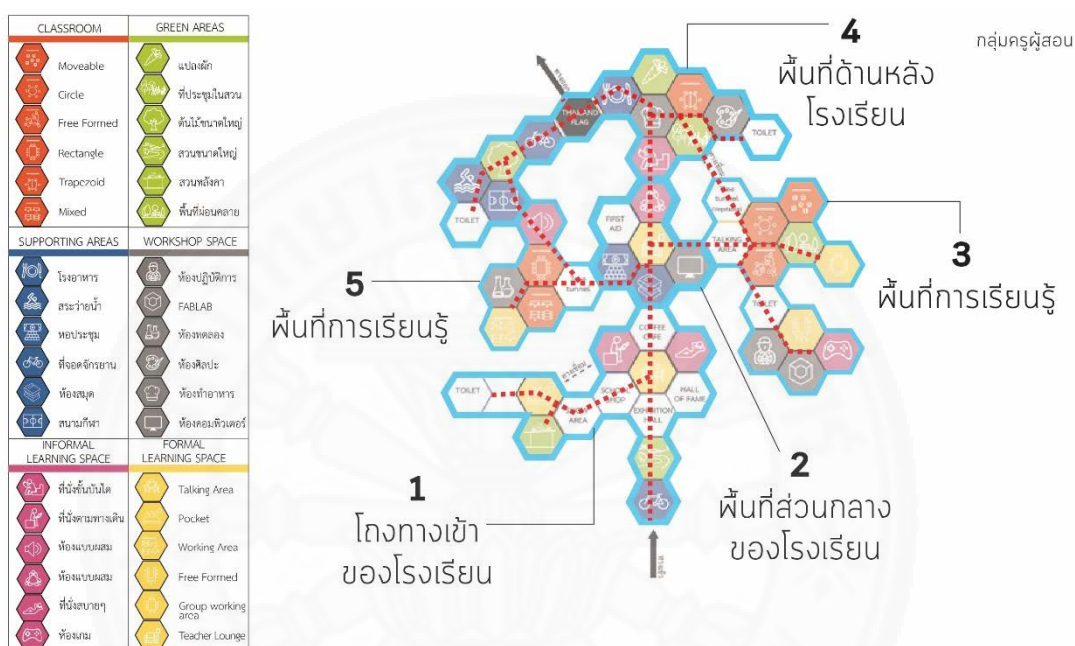 CLASSROOM
Moveable
Circle
Free Formed
Rectangle
Trapezoid
Mixed
GREEN AREAS
แปลงผัก
ที่ประชุมในสวน
ต้นไม้ขนาดใหญ่
สวนขนาดใหญ่
สวนหลังคา
พื้นที่ผ่อนคลาย
SUPPORTING AREAS
โรงอาหาร
สระว่ายน้ำ
หอประชุม
ที่จอดจักรยาน
ห้องสมุด
สนามกีฬา
WORKSHOP SPACE
ห้องปฏิบัติการ
FABLAB
ห้องทดลอง
ห้องศิลปะ
ห้องทำอาหาร
ห้องคอมพิวเตอร์
INFORMAL
LEARNING SPACE
ที่นั่งขั้นบันได
ที่นั่งตามทางเดิน
ห้องแบบผสม
ห้องแบบผสม
ที่นั่งสบายๆ
ห้องเกม
FORMAL
LEARNING SPACE
Talking Area
Pocket
Working Area
Free Formed
Group working
area
Teacher Lounge
กลุ่มครูผู้สอน
4
พื้นที่ด้านหลัง
โรงเรียน
THAILAND
FLAG
TOILET
TOILET
FIRST
AID
TALKING
AREA
3
พื้นที่การเรียนรู้
5
พื้นที่การเรียนรู้
tunnel
tunnel
TOILET
COFFEE
TOILET
AREA
SHOP
EXHIBITION
HALL
HALL
OF FAME
1
โถงทางเข้า
ของโรงเรียน
2
พื้นที่ส่วนกลาง
ของโรงเรียน
ทางเข้า